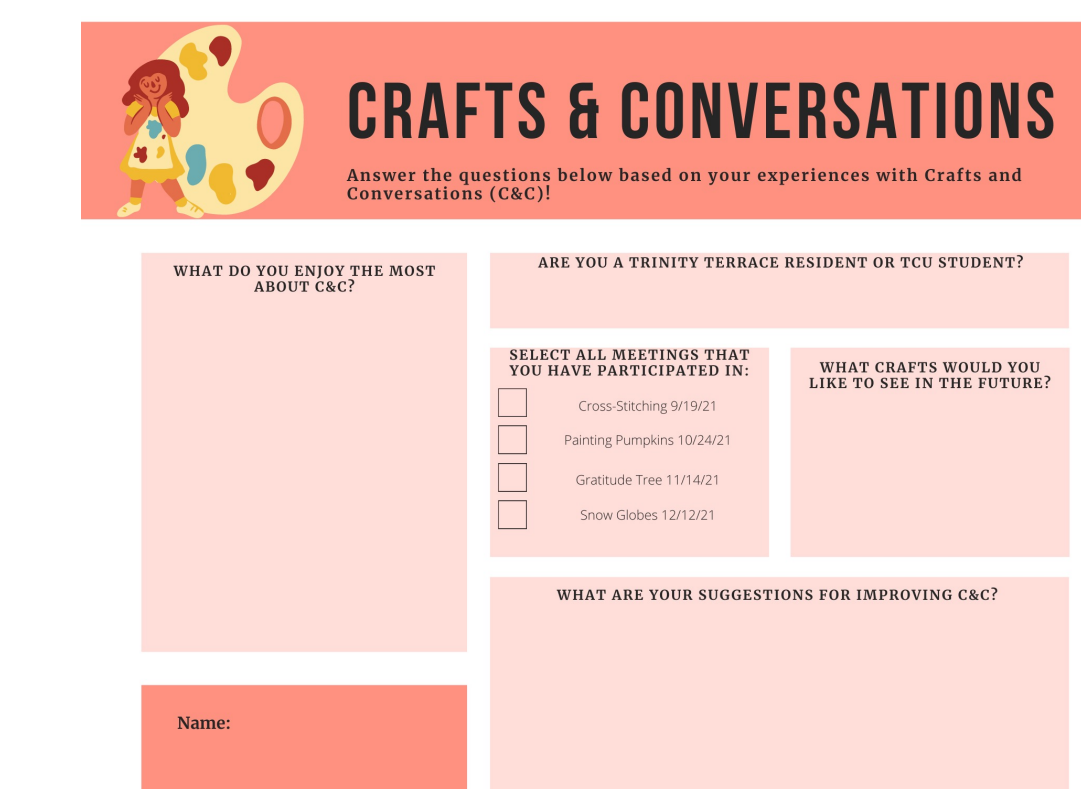 CRAFTS & CONVERSATIONS
Answer the questions below based on your experiences with Crafts and
Conversations (C&C)!
WHAT DO YOU ENJOY THE MOST
ABOUT C&C?
ARE YOU A TRINITY TERRACE RESIDENT OR TCU STUDENT?
SELECT ALL MEETINGS THAT
YOU HAVE PARTICIPATED IN:
Cross-Stitching 9/19/21
Painting Pumpkins 10/24/21
Gratitude Tree 11/14/21
Snow Globes 12/12/21
WHAT CRAFTS WOULD YOU
LIKE TO SEE IN THE FUTURE?
WHAT ARE YOUR SUGGESTIONS FOR IMPROVING C&C?
Name: